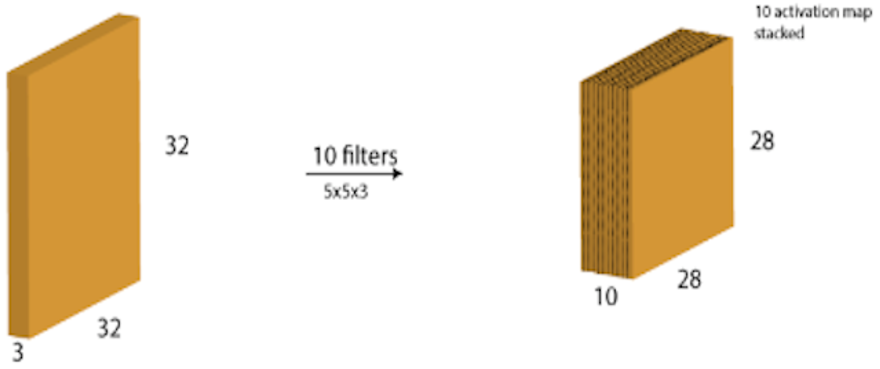 10 activation map
stacked
32
28
10 filters
5x5x3
28
10
32
3